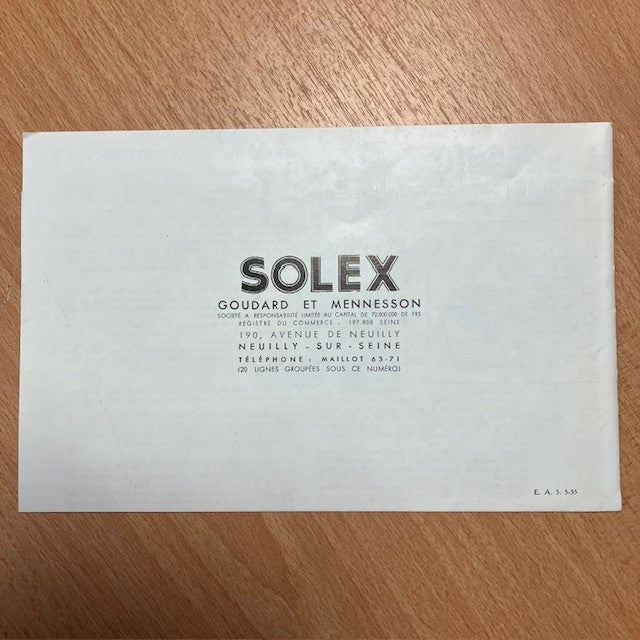 SOLEX
GOUDARD ET MENNESSON
SOCIÉTÉ A RESPONSABILITÉ LIMITÉE AU CAPITAL DE 72.000.000 DE FRS
REGISTRE DU COMMERCE - 197.808 SEINE
190, AVENUE DE NEUILLY
NEUILLY - SUR - SEINE
TÉLÉPHONE : MAILLOT 63-71
(20 LIGNES GROUPÉES SOUS CE NUMÉRO)
E. A. 5. 5-55